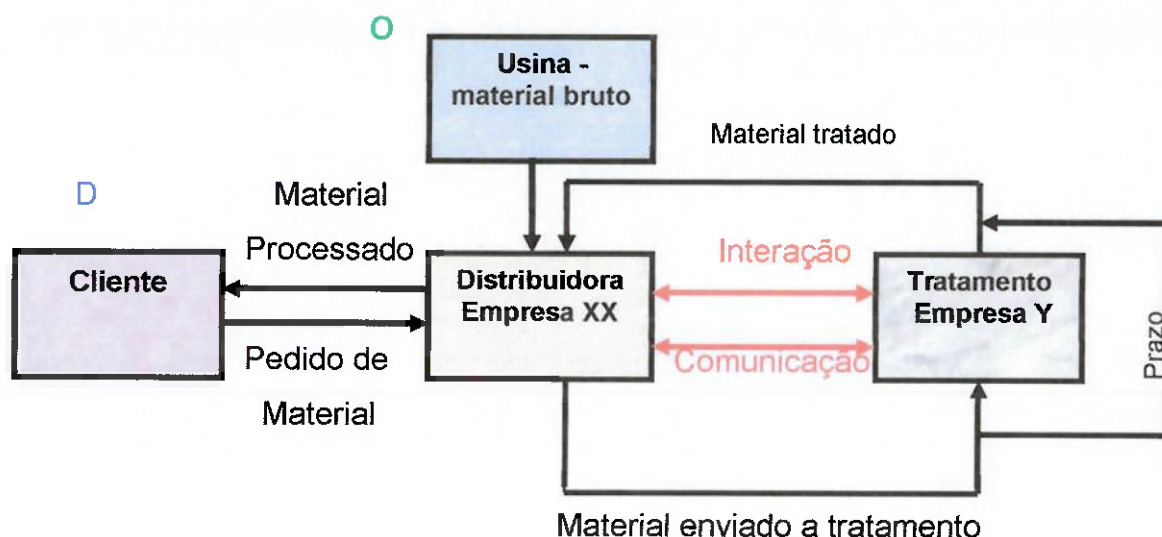 O
Usina -
material bruto
Material tratado
D
Material
Processado
Interação
Cliente
Distribuidora
Empresa XX
Tratamento
Empresa Y
Prazo
Comunicação
Pedido de
Material
Material enviado a tratamento